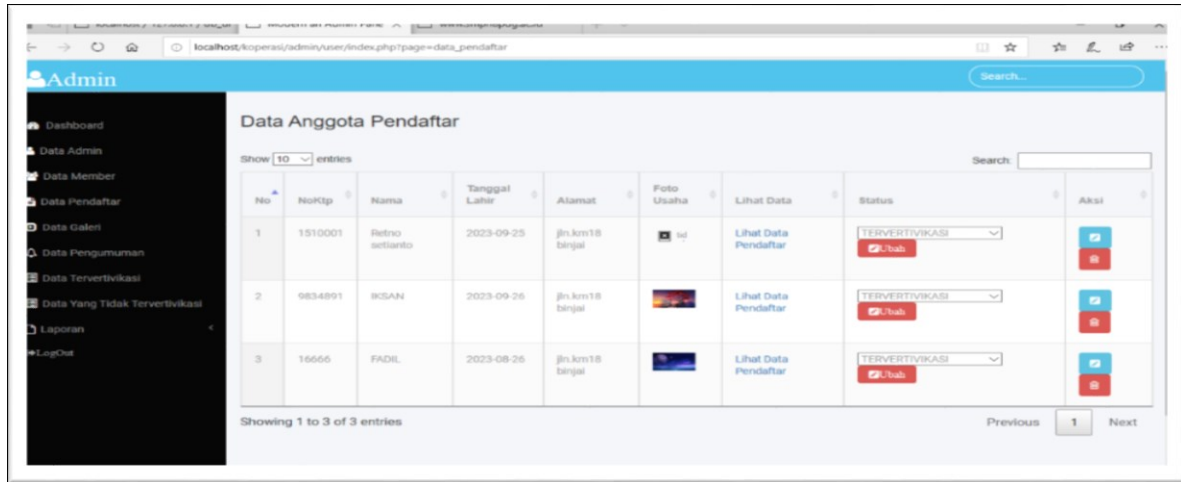 localhost/koperasi/admin/user/index.php?page=data_pendaftar
Admin
Search...
Dashboard
Data Admin
Data Member
Data Pendaftar
Data Galeri
Data Pengumuman
Data Tervertivikasi
Data Yang Tidak Tervertivikasi
Laporan
LogOut
Data Anggota Pendaftar
Show 10 entries
Search:
No NoKtp Nama Tanggal Lahir Alamat Foto Usaha Lihat Data Status Aksi
1 1510001 Retno setianto 2023-09-25 jln.km18 binjai Lihat Data Pendaftar TERVERTIVIKASI Ubah
2 9834891 IKSAN 2023-09-26 jln.km18 binjai Lihat Data Pendaftar TERVERTIVIKASI Ubah
3 16666 FADIL 2023-08-26 jln.km18 binjai Lihat Data Pendaftar TERVERTIVIKASI Ubah
Showing 1 to 3 of 3 entries
Previous 1 Next